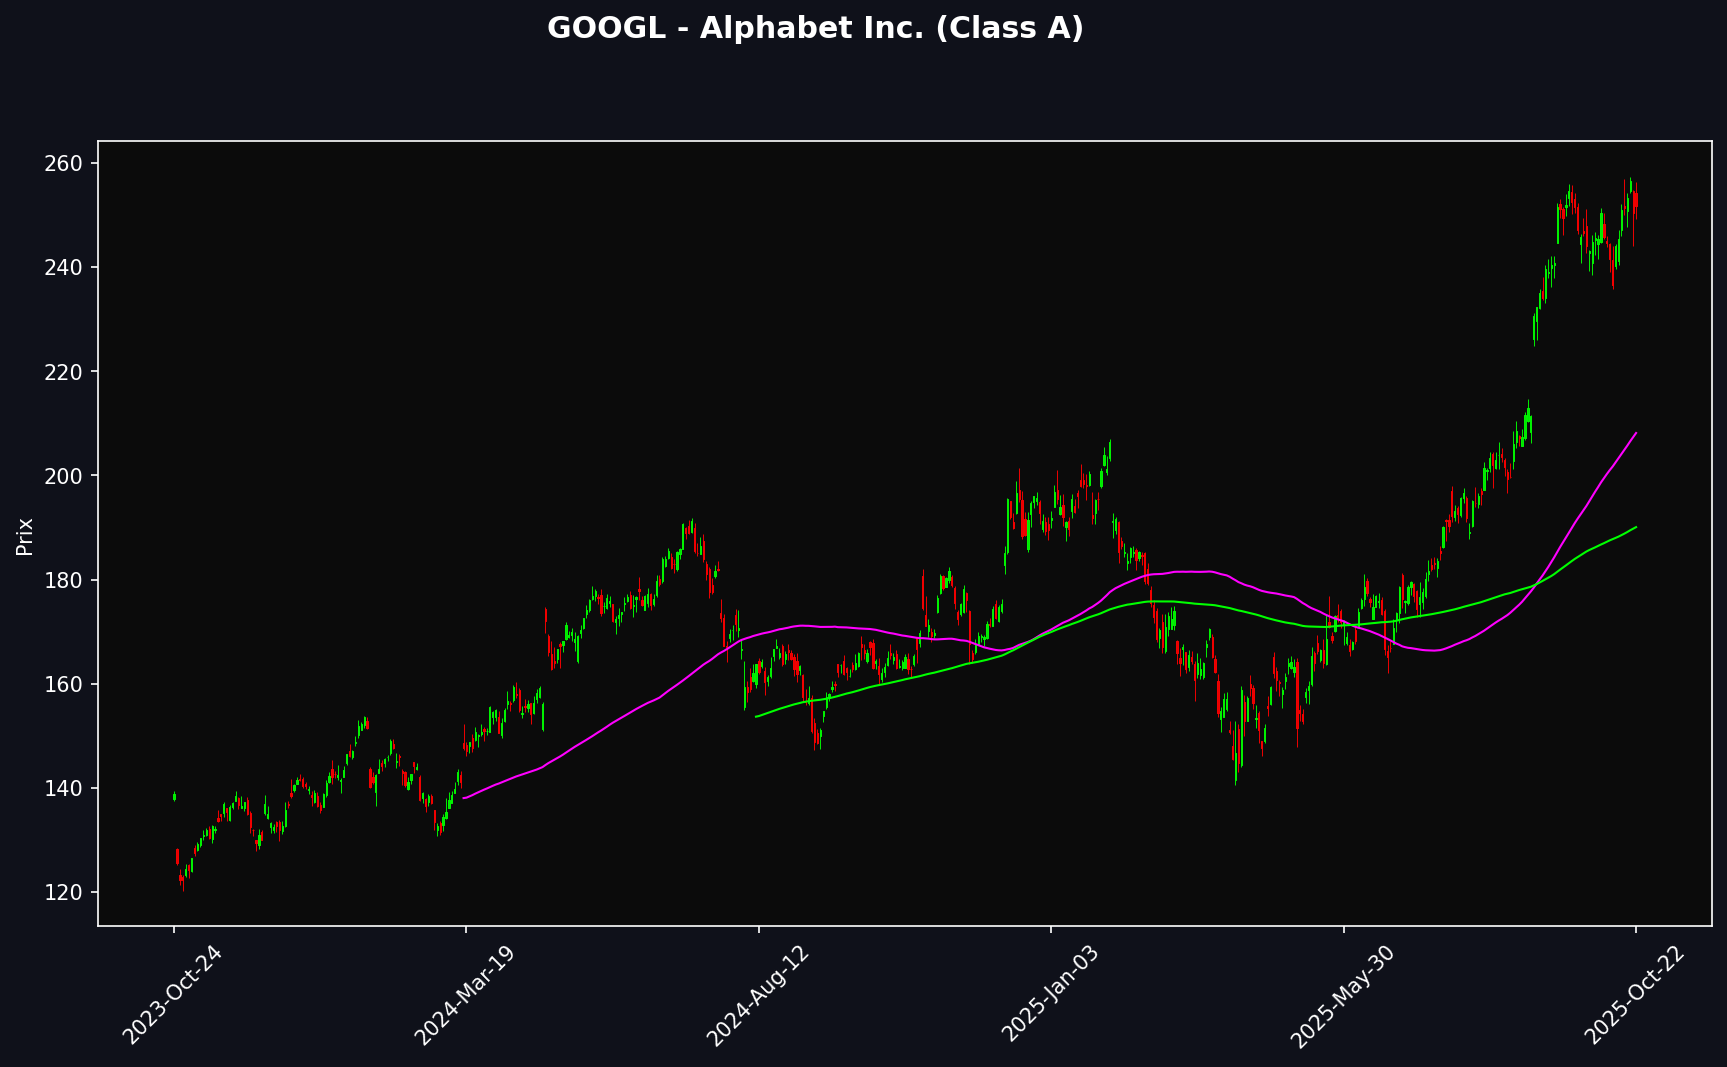 GOOGL - Alphabet Inc. (Class A)
Prix
260
240
220
200
180
160
140
120
2023-Oct-24
2024-Mar-19
2024-Aug-12
2025-Jan-03
2025-May-30
2025-Oct-22